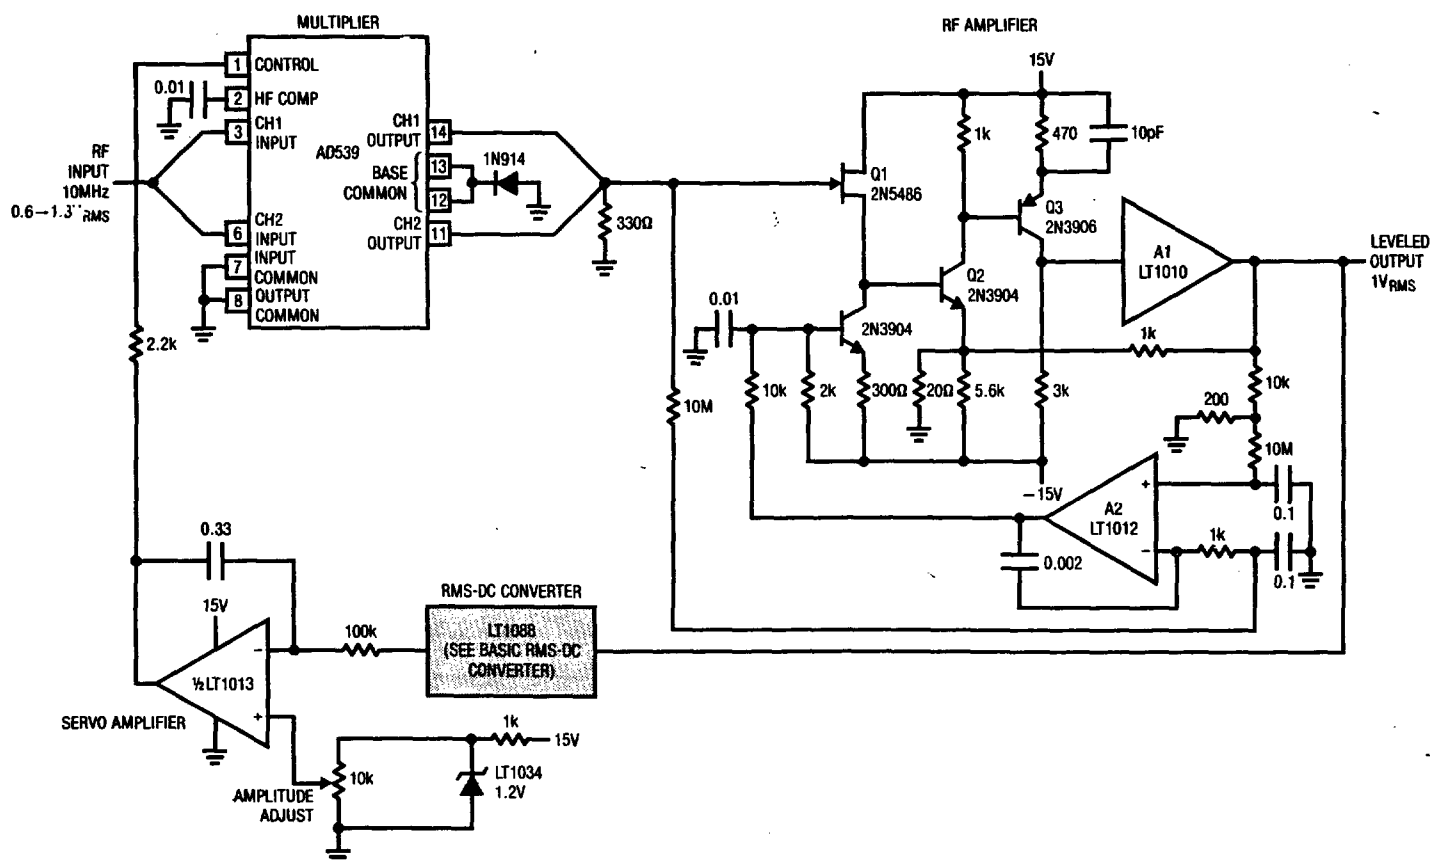 MULTIPLIER
RF AMPLIFIER
1 CONTROL
0.01
2 HF COMP
3 CH1
INPUT
RF
INPUT
10MHz
0.6–1.3 RMS
AD539
CH1
OUTPUT 14
BASE 13
COMMON 12
CH2
OUTPUT 11
6 CH2
INPUT
7 INPUT
COMMON
8 OUTPUT
COMMON
1N914
330Ω
2.2k
15V
1k
470
10pF
Q1
2N5486
Q3
2N3906
Q2
2N3904
0.01
2N3904
A1
LT1010
LEVELED
OUTPUT
1VRMS
1k
10M
10k
2k
300Ω
20Ω
5.6k
3k
10k
200
10M
–15V
+
A2
LT1012
–
0.1
1k
0.1
0.002
0.33
15V
RMS-DC CONVERTER
LT1088
(SEE BASIC RMS-DC
CONVERTER)
100k
–
½LT1013
+
SERVO AMPLIFIER
1k
15V
10k
LT1034
1.2V
AMPLITUDE
ADJUST